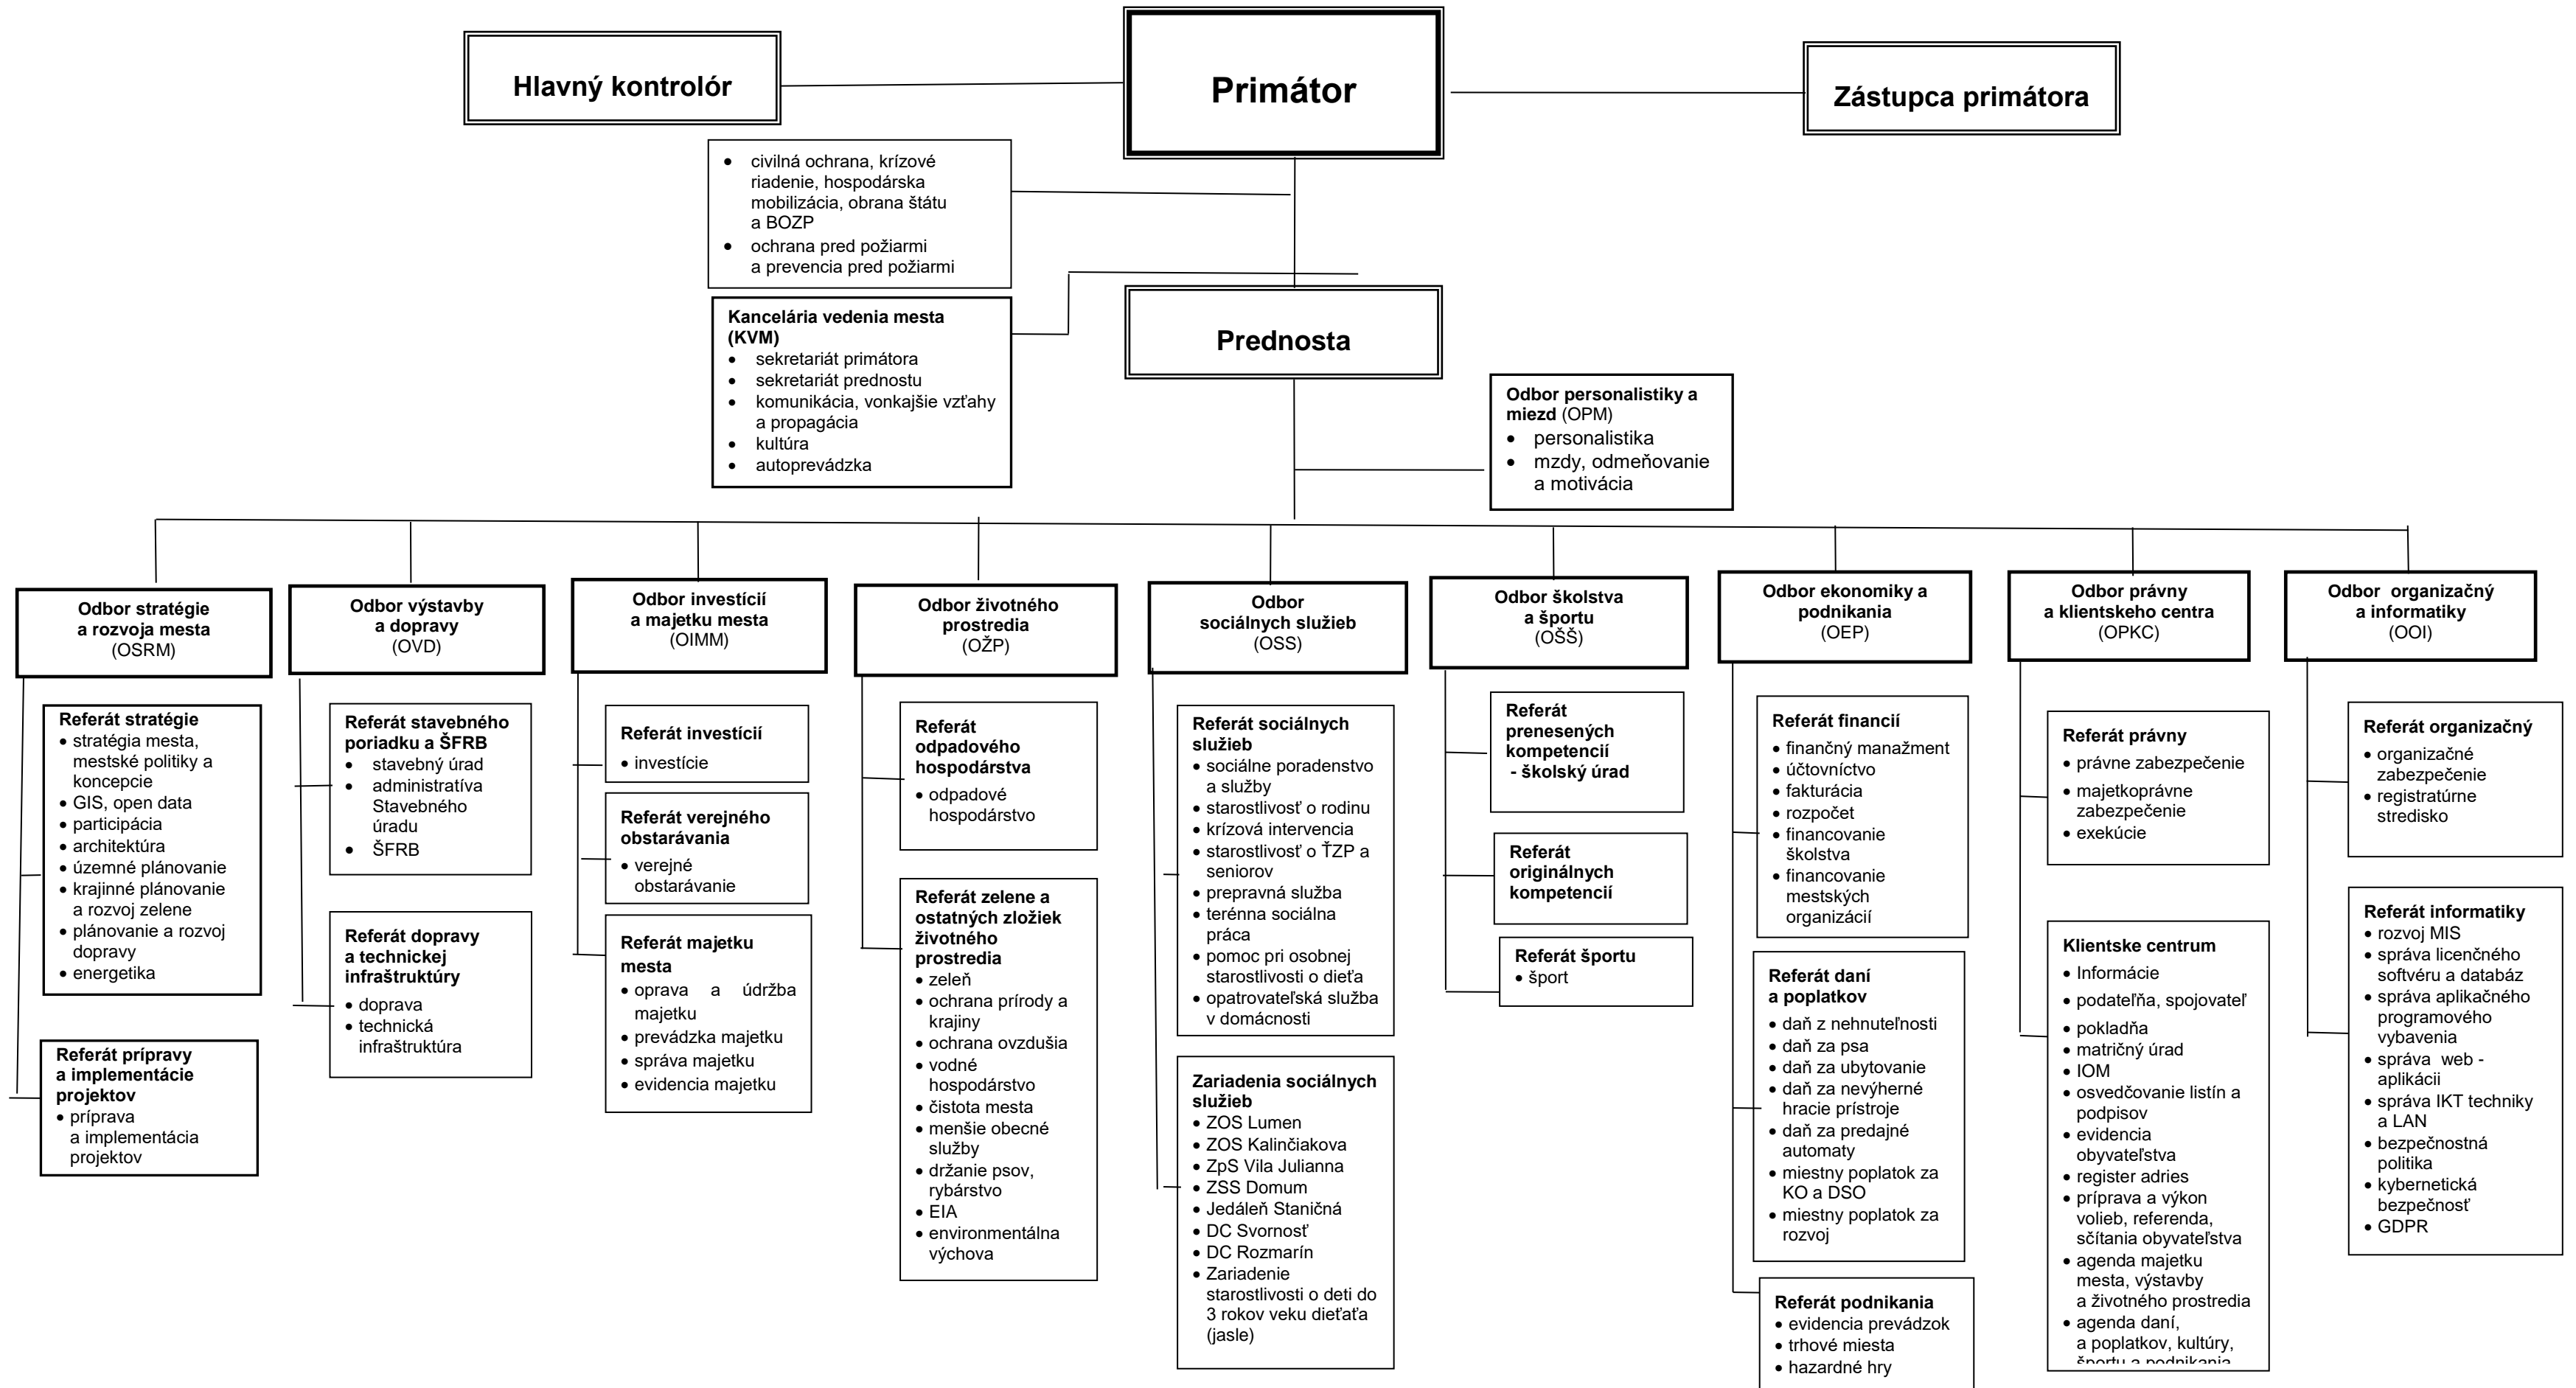 Hlavný kontrolór
Primátor
Zástupca primátora
• civilná ochrana, krízové
riadenie, hospodárska
mobilizácia, obrana štátu
a BOZP
• ochrana pred požiarmi
a prevencia pred požiarmi
Kancelária vedenia mesta
(KVM)
• sekretariát primátora
• sekretariát prednostu
• komunikácia, vonkajšie vzťahy
a propagácia
• kultúra
• autoprevádzka
Prednosta
Odbor personalistiky a
miezd (OPM)
• personalistika
• mzdy, odmeňovanie
a motivácia
Odbor stratégie
a rozvoja mesta
(OSRM)
Referát stratégie
• stratégia mesta,
mestské politiky a
koncepcie
• GIS, open data
• participácia
• architektúra
• územné plánovanie
• krajinné plánovanie
a rozvoj zelene
• plánovanie a rozvoj
dopravy
• energetika
Referát prípravy
a implementácie
projektov
• príprava
a implementácia
projektov
Odbor výstavby
a dopravy
(OVD)
Referát stavebného
poriadku a ŠFRB
• stavebný úrad
• administratíva
Stavebného
úradu
• ŠFRB
Referát dopravy
a technickej
infraštruktúry
• doprava
• technická
infraštruktúra
Odbor investícií
a majetku mesta
(OIMM)
Referát investícií
• investície
Referát verejného
obstarávania
• verejné
obstarávanie
Referát majetku
mesta
• oprava a údržba
majetku
• prevádzka majetku
• správa majetku
• evidencia majetku
Odbor životného
prostredia
(OŽP)
Referát
odpadového
hospodárstva
• odpadové
hospodárstvo
Referát zelene a
ostatných zložiek
životného
prostredia
• zeleň
• ochrana prírody a
krajiny
• ochrana ovzdušia
• vodné
hospodárstvo
• čistota mesta
• menšie obecné
služby
• držanie psov,
rybárstvo
• EIA
• environmentálna
výchova
Odbor
sociálnych služieb
(OSS)
Referát sociálnych
služieb
• sociálne poradenstvo
a služby
• starostlivosť o rodinu
• krízová intervencia
• starostlivosť o ŤZP a
seniorov
• prepravná služba
• terénna sociálna
práca
• pomoc pri osobnej
starostlivosti o dieťa
• opatrovateľská služba
v domácnosti
Zariadenia sociálnych
služieb
• ZOS Lumen
• ZOS Kalinčiakova
• ZpS Vila Julianna
• ZSS Domum
• Jedáleň Staničná
• DC Svornosť
• DC Rozmarín
• Zariadenie
starostlivosti o deti do
3 rokov veku dieťaťa
(jasle)
Odbor školstva
a športu
(OŠŠ)
Referát
prenesených
kompetencií
- školský úrad
Referát
originálnych
kompetencií
Referát športu
• šport
Odbor ekonomiky a
podnikania
(OEP)
Referát financií
• finančný manažment
• účtovníctvo
• fakturácia
• rozpočet
• financovanie
školstva
• financovanie
mestských
organizácií
Referát daní
a poplatkov
• daň z nehnuteľnosti
• daň za psa
• daň za ubytovanie
• daň za nevýherné
hracie prístroje
• daň za predajné
automaty
• miestny poplatok za
KO a DSO
• miestny poplatok za
rozvoj
Referát podnikania
• evidencia prevádzok
• trhové miesta
• hazardné hry
Odbor právny
a klientskeho centra
(OPKC)
Referát právny
• právne zabezpečenie
• majetkoprávne
zabezpečenie
• exekúcie
Klientske centrum
• Informácie
• podateľňa, spojovateľ
• pokladňa
• matričný úrad
• IOM
• osvedčovanie listín a
podpisov
• evidencia
obyvateľstva
• register adries
• príprava a výkon
volieb, referenda,
sčítania obyvateľstva
• agenda majetku
mesta, výstavby
a životného prostredia
• agenda daní,
a poplatkov, kultúry,
športu a podnikania
Odbor organizačný
a informatiky
(OOI)
Referát organizačný
• organizačné
zabezpečenie
• registratúrne
stredisko
Referát informatiky
• rozvoj MIS
• správa licenčného
softvéru a databáz
• správa aplikačného
programového
vybavenia
• správa web -
aplikácii
• správa IKT techniky
a LAN
• bezpečnostná
politika
• kybernetická
bezpečnosť
• GDPR